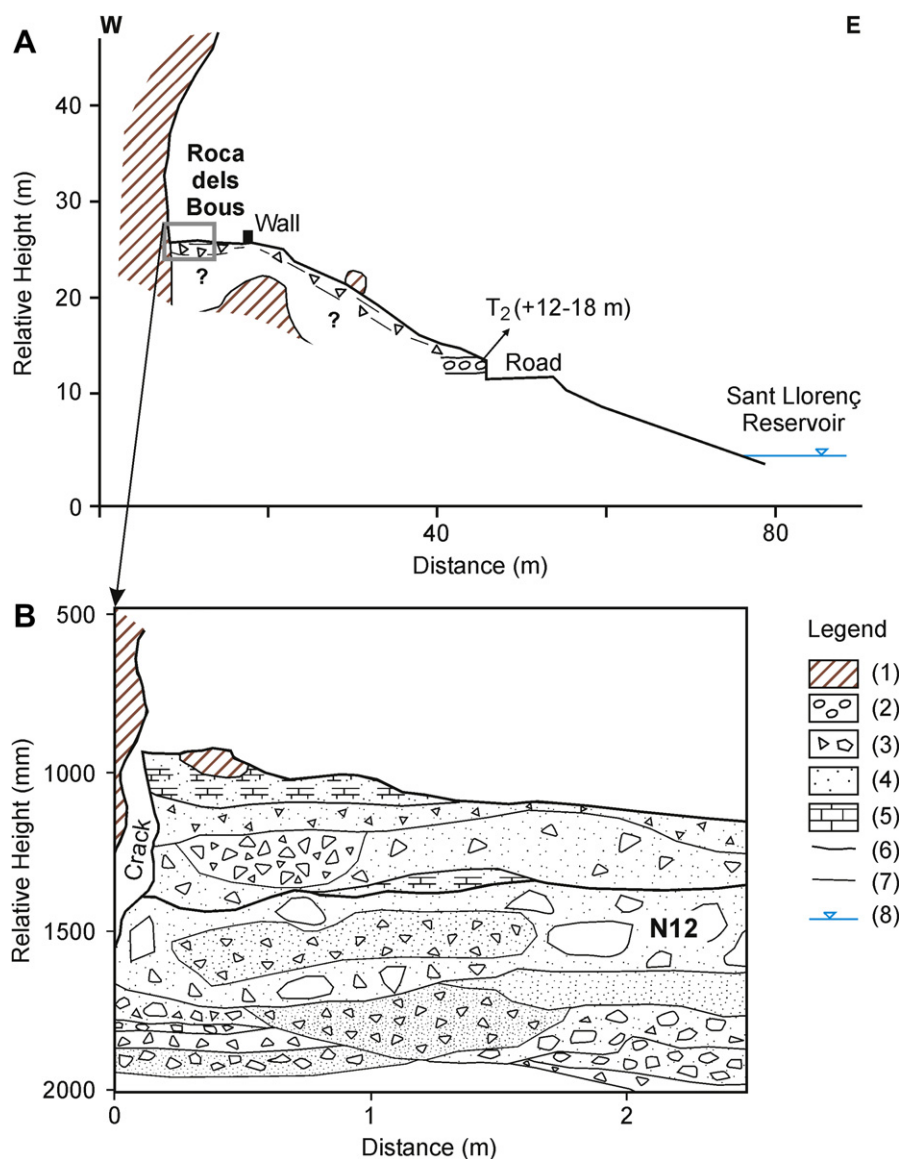 A
W
E
Relative Height (m)
40
30
20
10
0
Roca
dels
Bous
Wall
?
?
T2 (+12-18 m)
Road
Sant Llorenç
Reservoir
40
80
Distance (m)
B
Relative Height (mm)
500
1000
1500
2000
Crack
N12
0
1
2
Distance (m)
Legend
(1)
(2)
(3)
(4)
(5)
(6)
(7)
(8)